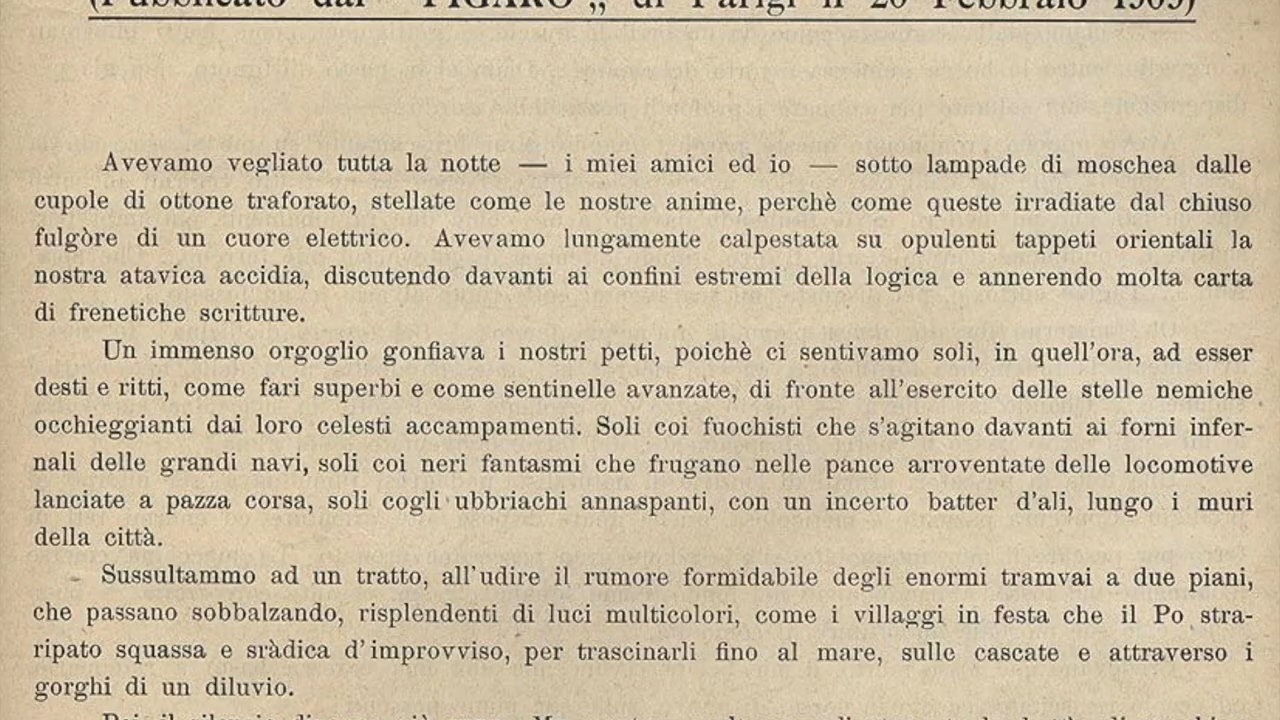 (Pubblicato dal "FIGARO„ di Parigi il 20 Febbraio 1909)
Avevamo vegliato tutta la notte — i miei amici ed io — sotto lampade di moschea dalle
cupole di ottone traforato, stellate come le nostre anime, perchè come queste irradiate dal chiuso
fulgòre di un cuore elettrico. Avevamo lungamente calpestata su opulenti tappeti orientali la
nostra atavica accidia, discutendo davanti ai confini estremi della logica e annerendo molta carta
di frenetiche scritture.
Un immenso orgoglio gonfiava i nostri petti, poichè ci sentivamo soli, in quell'ora, ad esser
desti e ritti, come fari superbi e come sentinelle avanzate, di fronte all'esercito delle stelle nemiche
occhieggianti dai loro celesti accampamenti. Soli coi fuochisti che s'agitano davanti ai forni infer-
nali delle grandi navi, soli coi neri fantasmi che frugano nelle pance arroventate delle locomotive
lanciate a pazza corsa, soli cogli ubbriachi annaspanti, con un incerto batter d'ali, lungo i muri
della città.
Sussultammo ad un tratto, all'udire il rumore formidabile degli enormi tramvai a due piani,
che passano sobbalzando, risplendenti di luci multicolori, come i villaggi in festa che il Po stra-
ripato squassa e sràdica d'improvviso, per trascinarli fino al mare, sulle cascate e attraverso i
gorghi di un diluvio.